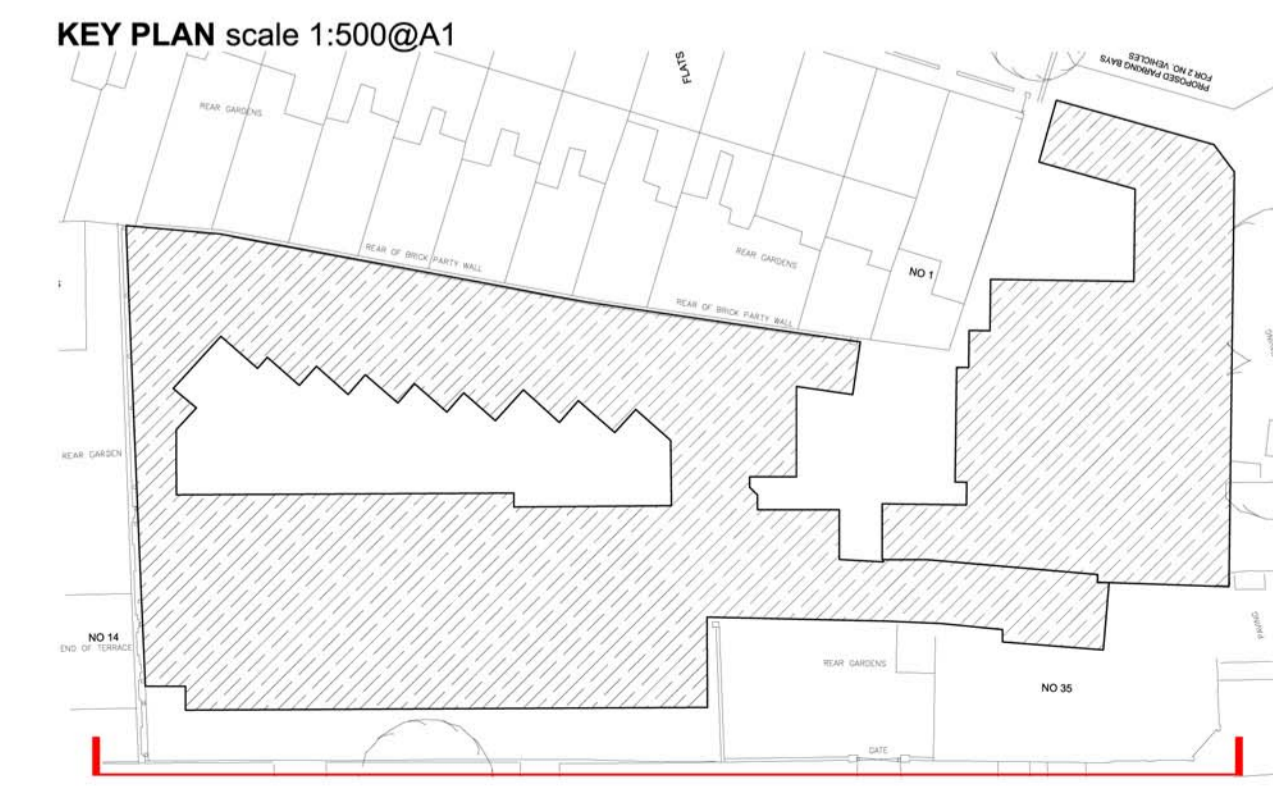 KEY PLAN scale 1:500@A1
FLATS
PROPOSED PARKING BAYS
FOR 2 NO. VEHICLES
REAR GARDENS
REAR OF BRICK PARTY WALL
REAR GARDENS
NO 1
REAR OF BRICK PARTY WALL
REAR GARDEN
NO 14
END OF TERRACE
REAR GARDENS
NO 35
GATE